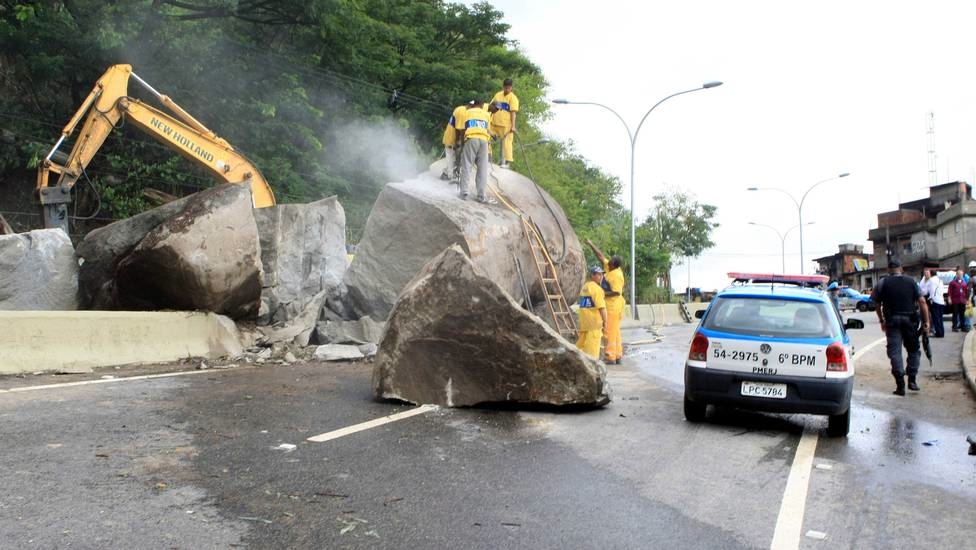 NEW HOLLAND
54-2975 6º BPM
PMERJ
LPC 5784